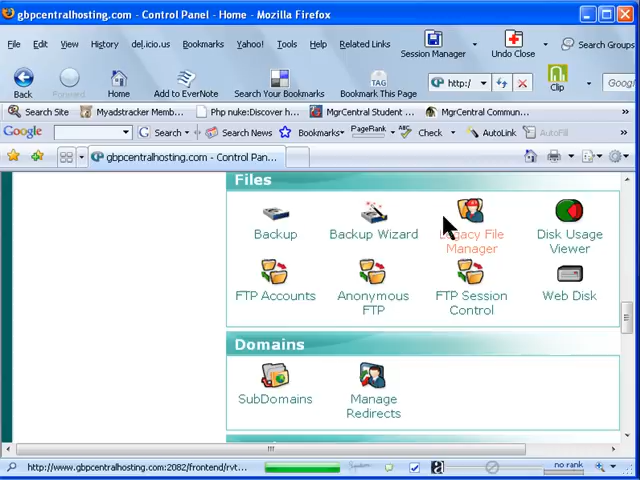 gbpcentralhosting.com - Control Panel - Home - Mozilla Firefox
File Edit View History del.icio.us Bookmarks Yahoo! Tools Help Related Links Session Manager Undo Close Search Groups
Back Forward Home Add to EverNote Search Your Bookmarks TAG Bookmark This Page http:/ Clip Goog
Search Site Myadstracker Memb... Php nuke:Discover h... MgrCentral Student ... MgrCentral Commun...
Google G Search Search News Bookmarks PageRank Check AutoLink AutoFill
gbpcentralhosting.com - Control Pan...
Files
Backup Backup Wizard Legacy File Manager Disk Usage Viewer
FTP Accounts Anonymous FTP FTP Session Control Web Disk
Domains
SubDomains Manage Redirects
http://www.gbpcentralhosting.com:2082/frontend/rvt... no rank